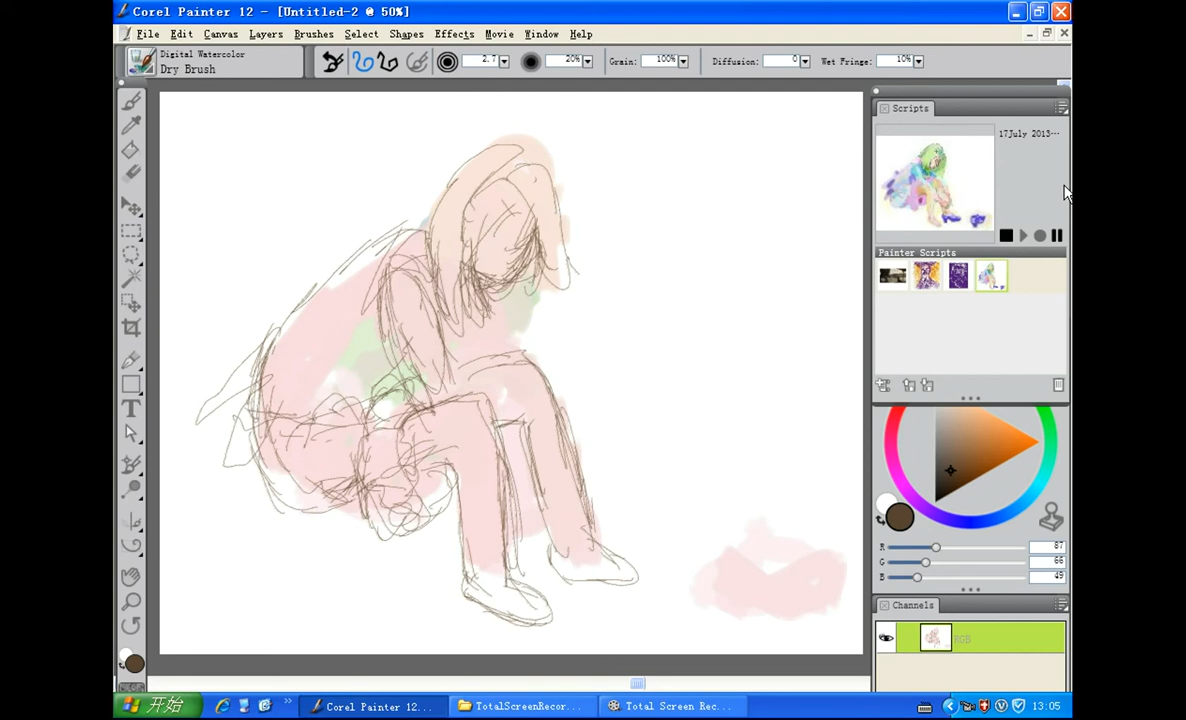 Corel Painter 12 - [Untitled-2 @ 50%]
File Edit Canvas Layers Brushes Select Shapes Effects Movie Window Help
Digital Watercolor
Dry Brush
2.7 20% Grain: 100% Diffusion: 0 Wet Fringe: 10%
Scripts
17July 2013...
Painter Scripts
R 87
G 66
B 49
Channels
RGB
开始 Corel Painter 12... TotalScreenRecor... Total Screen Rec... 13:05